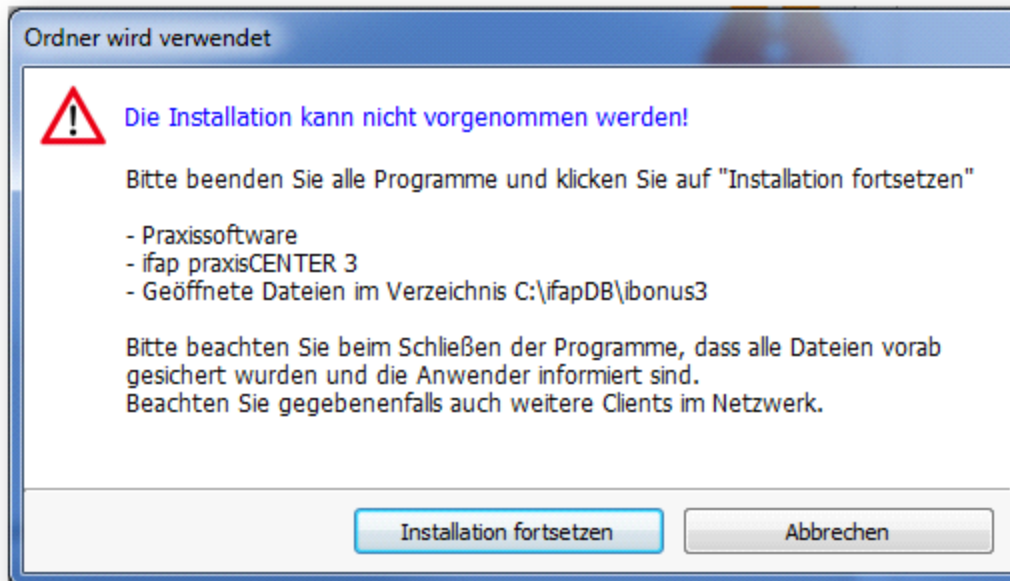 Ordner wird verwendet
Die Installation kann nicht vorgenommen werden!
Bitte beenden Sie alle Programme und klicken Sie auf "Installation fortsetzen"
- Praxissoftware
- ifap praxisCENTER 3
- Geöffnete Dateien im Verzeichnis C:\ifapDB\ibonus3
Bitte beachten Sie beim Schließen der Programme, dass alle Dateien vorab
gesichert wurden und die Anwender informiert sind.
Beachten Sie gegebenenfalls auch weitere Clients im Netzwerk.
Installation fortsetzen
Abbrechen